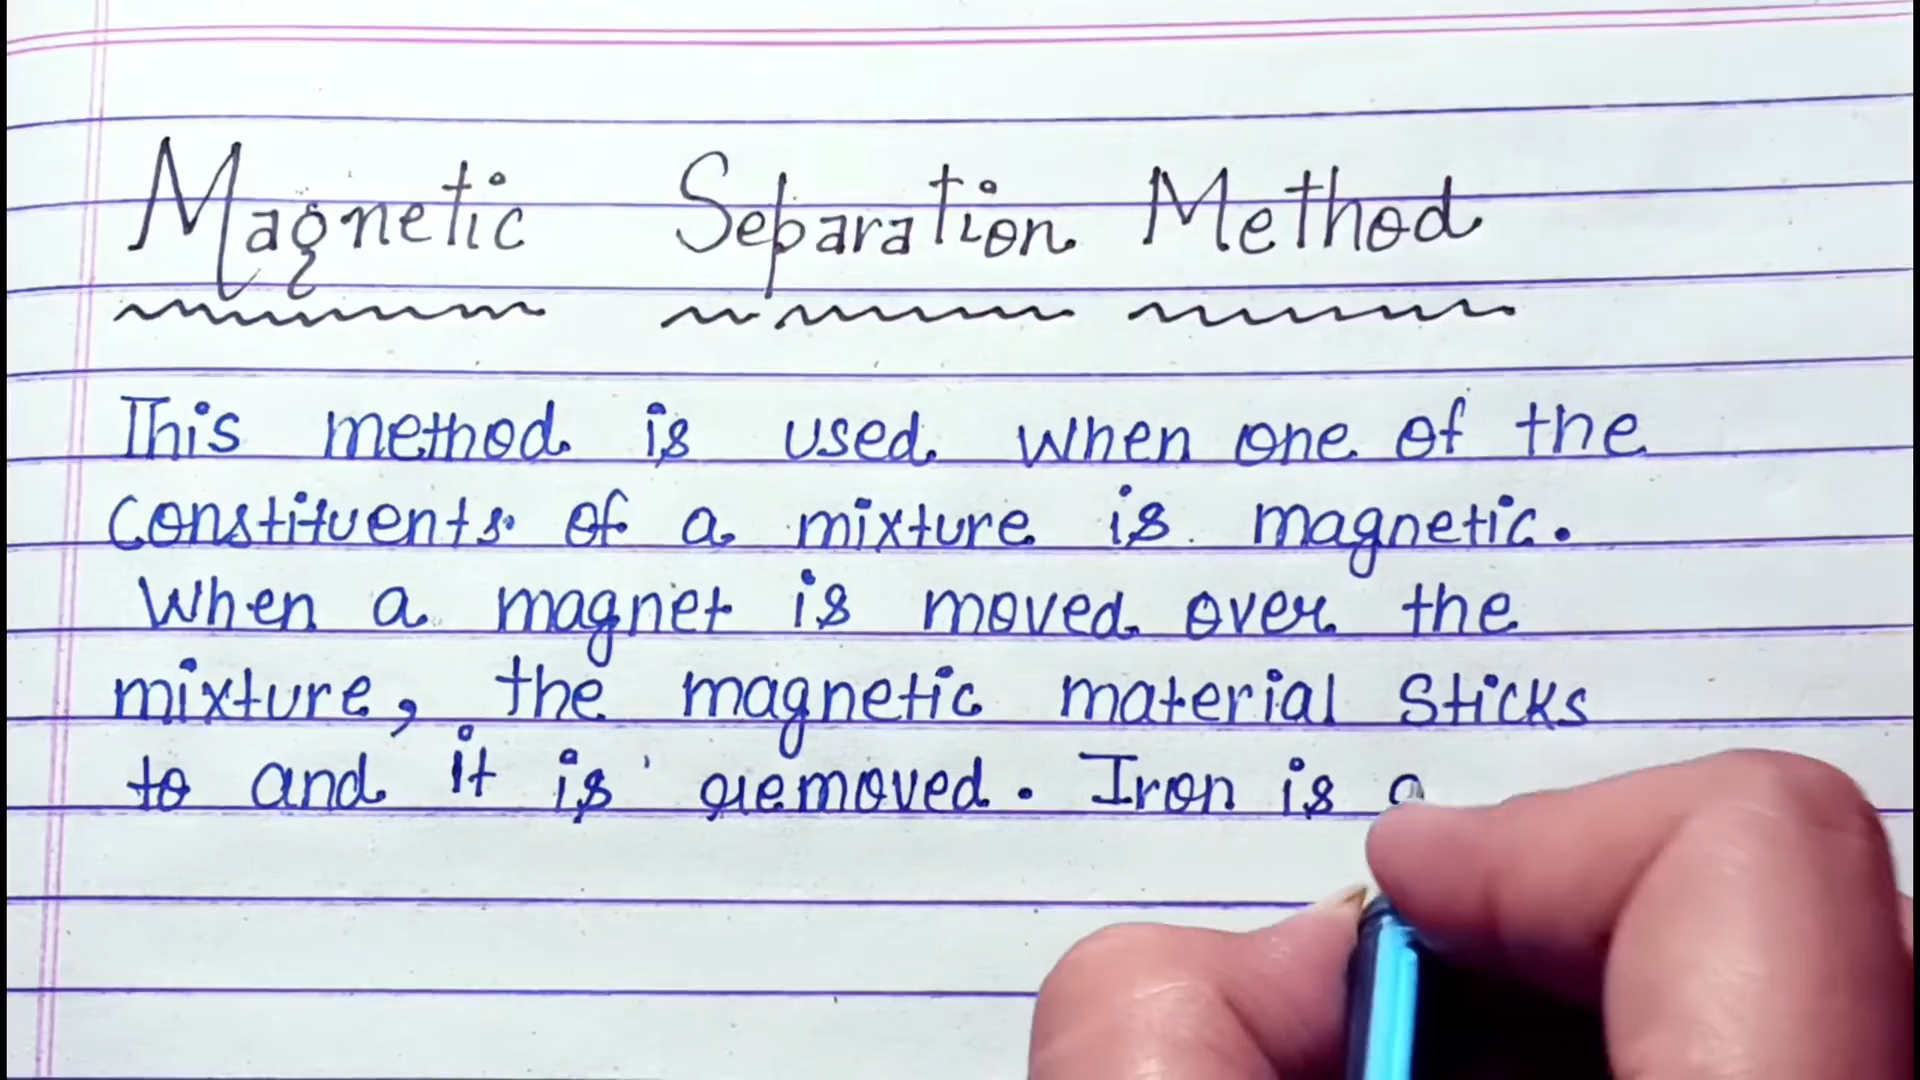 Magnetic Separation Method
This method is used when one of the
constituents of a mixture is magnetic.
When a magnet is moved over the
mixture, the magnetic material sticks
to and it is removed. Iron is